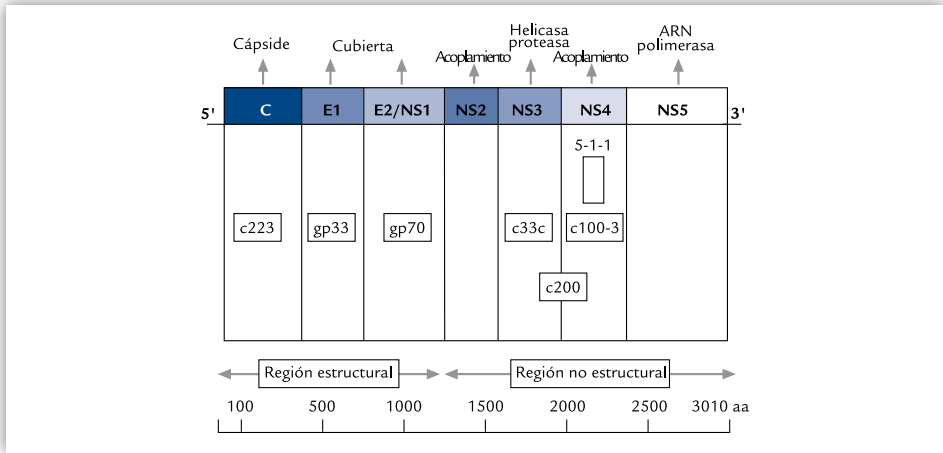 Cápside
Cubierta
Acoplamiento
Helicasa
proteasa
Acoplamiento
ARN
polimerasa
5' C E1 E2/NS1 NS2 NS3 NS4 NS5 3'
5-1-1
c223 gp33 gp70 c33c c100-3
c200
Región estructural Región no estructural
100 500 1000 1500 2000 2500 3010 aa